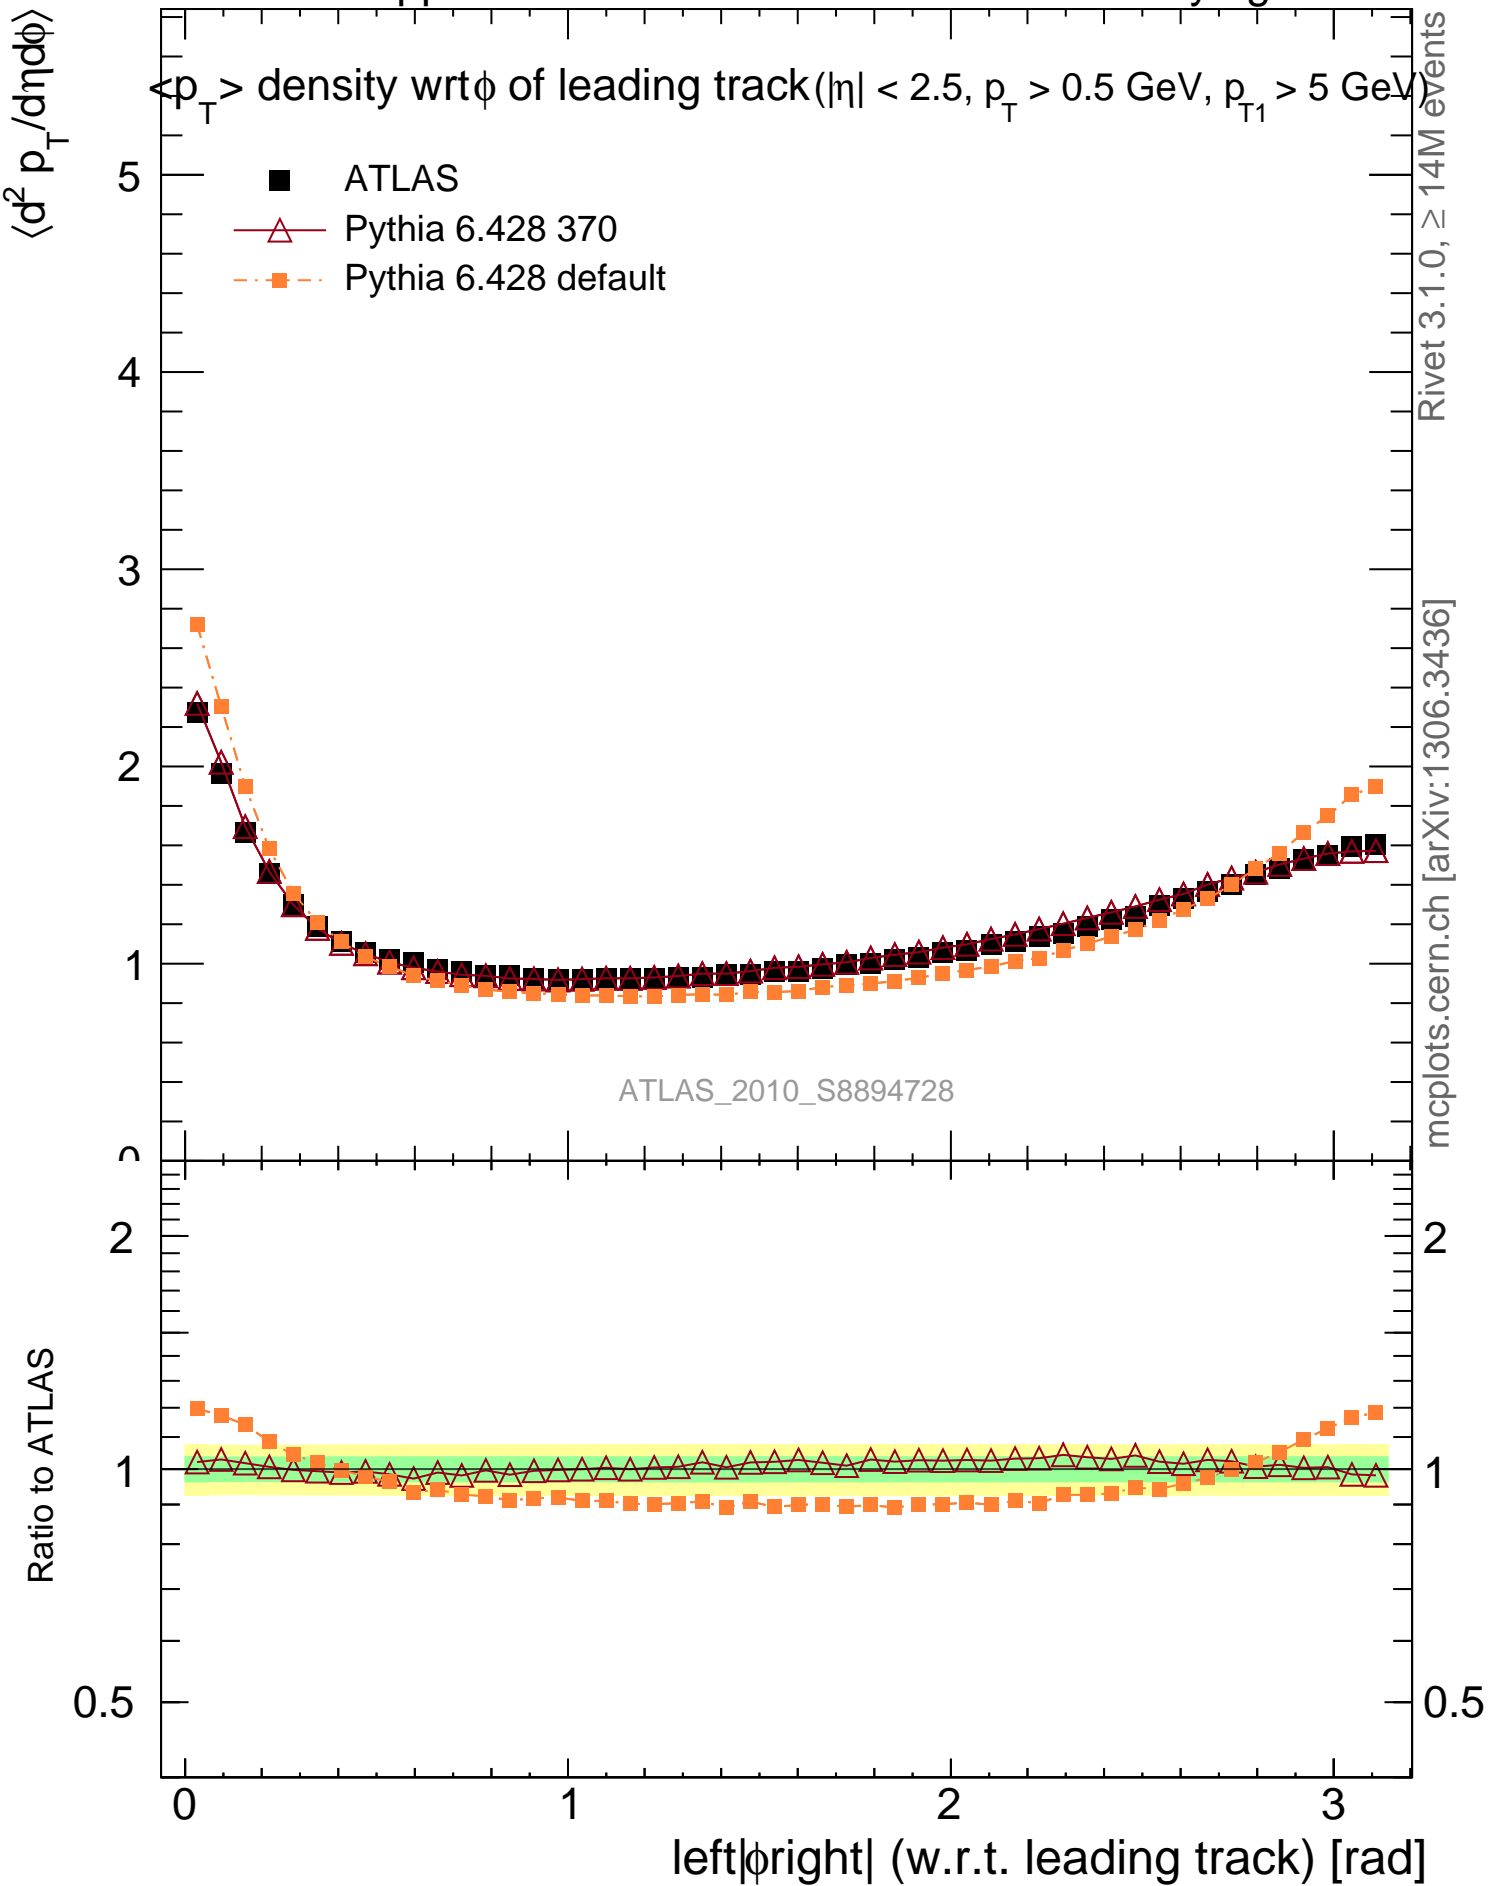 <p_T> density wrtϕ of leading track(|η| < 2.5, p_T > 0.5 GeV, p_T1 > 5 GeV)
⟨d² p_T/dηdϕ⟩
ATLAS
Pythia 6.428 370
Pythia 6.428 default
5
4
3
2
1
0
ATLAS_2010_S8894728
Rivet 3.1.0, ≥ 14M events
mcplots.cern.ch [arXiv:1306.3436]
Ratio to ATLAS
2
1
0.5
2
1
0.5
0
1
2
3
left|ϕright| (w.r.t. leading track) [rad]